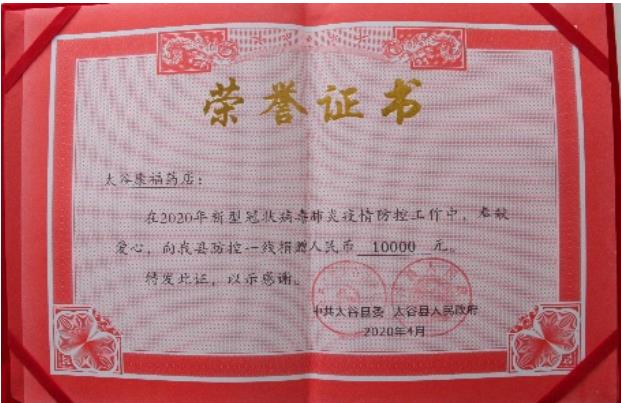 荣誉证书
太谷康福药店：
在2020年新型冠状病毒肺炎疫情防控工作中，奉献
爱心，向我县防控一线捐赠人民币 10000 元。
特发此证，以示感谢。
中共太谷县委 太谷县人民政府
2020年4月